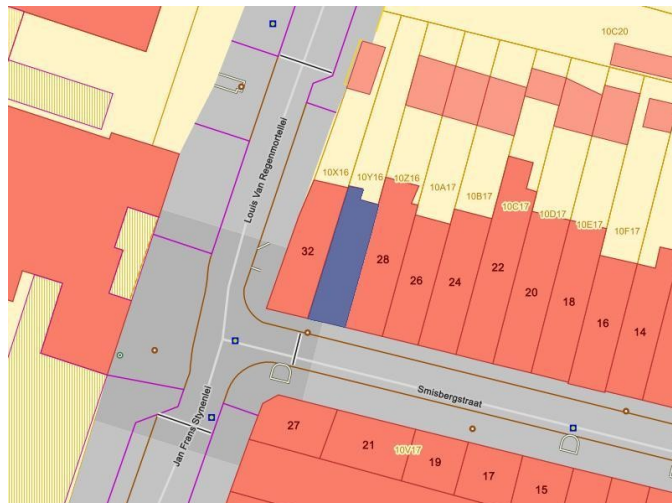 10C20
Louis Van Regenmortellei
10X16
10Y16
10Z16
10A17
10B17
10C17
10D17
10E17
10F17
32
28
26
24
22
20
18
16
14
Smisbergstraat
Jan Frans Stynenlei
27
21
10V17
19
17
15